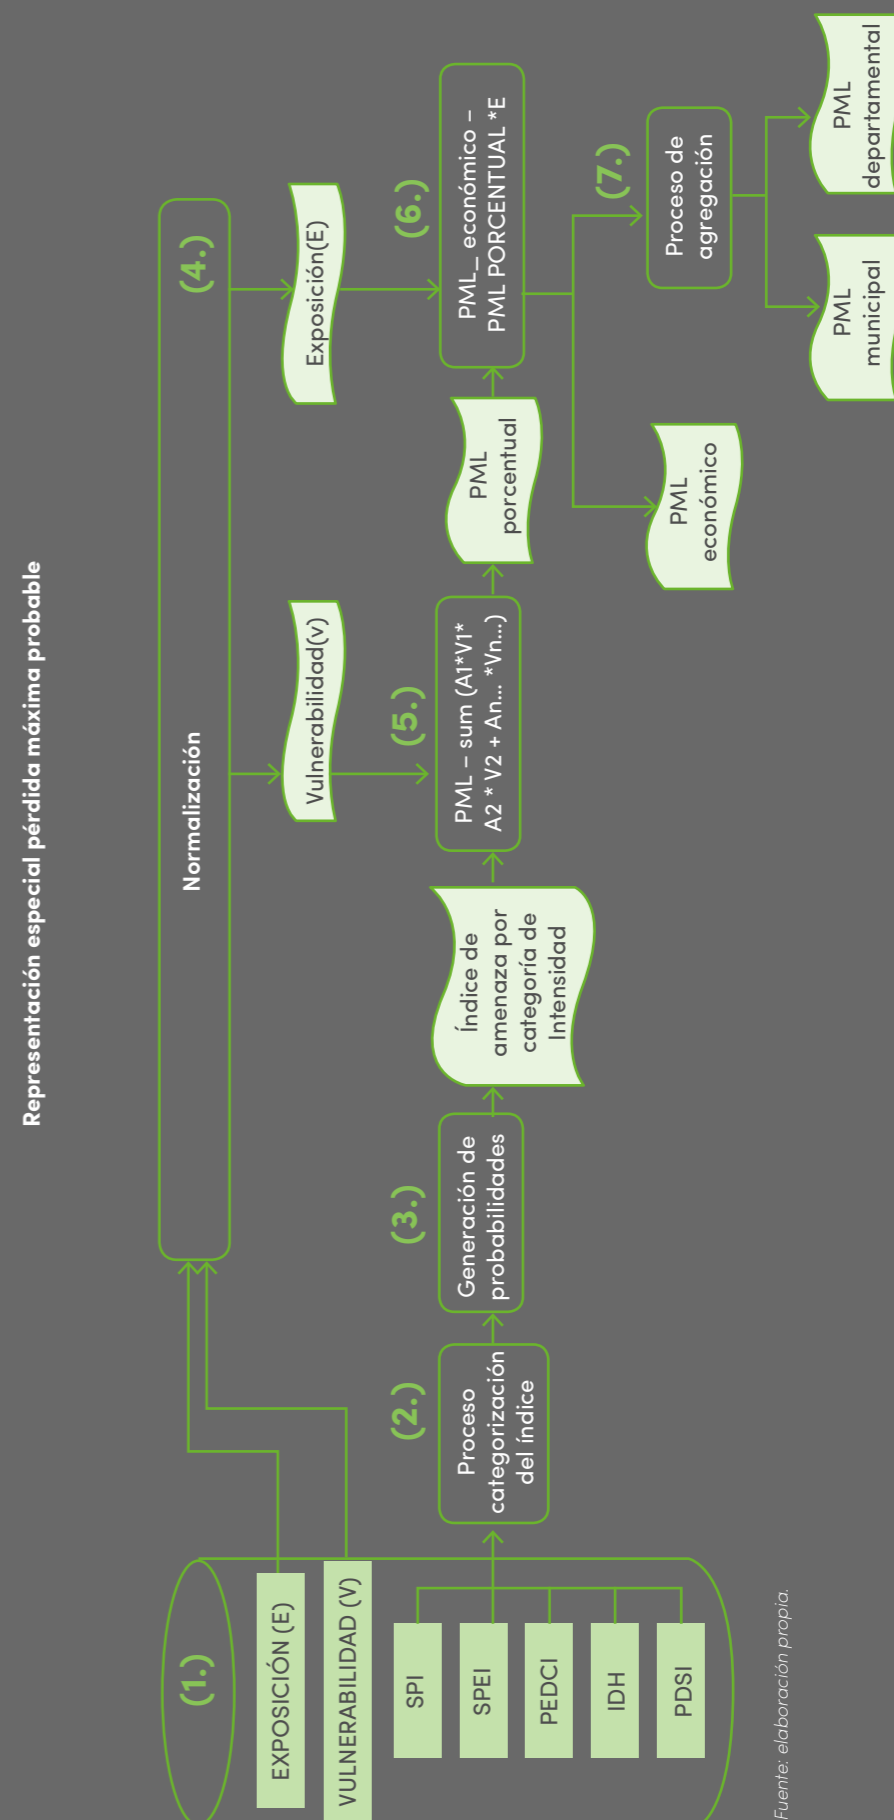 Representación especial pérdida máxima probable
(1.)
EXPOSICIÓN (E)
VULNERABILIDAD (V)
SPI
SPEI
PEDCI
IDH
PDSI
(2.)
Proceso
categorización
del índice
(3.)
Generación de
probabilidades
Índice de
amenaza por
categoría de
Intensidad
Normalización
(4.)
Vulnerabilidad(v)
Exposición(E)
(5.)
PML – sum (A1*V1*
A2 * V2 + An... *Vn...)
PML
porcentual
(6.)
PML_ económico –
PML PORCENTUAL *E
PML
económico
(7.)
Proceso de
agregación
PML
municipal
PML
departamental
Fuente: elaboración propia.